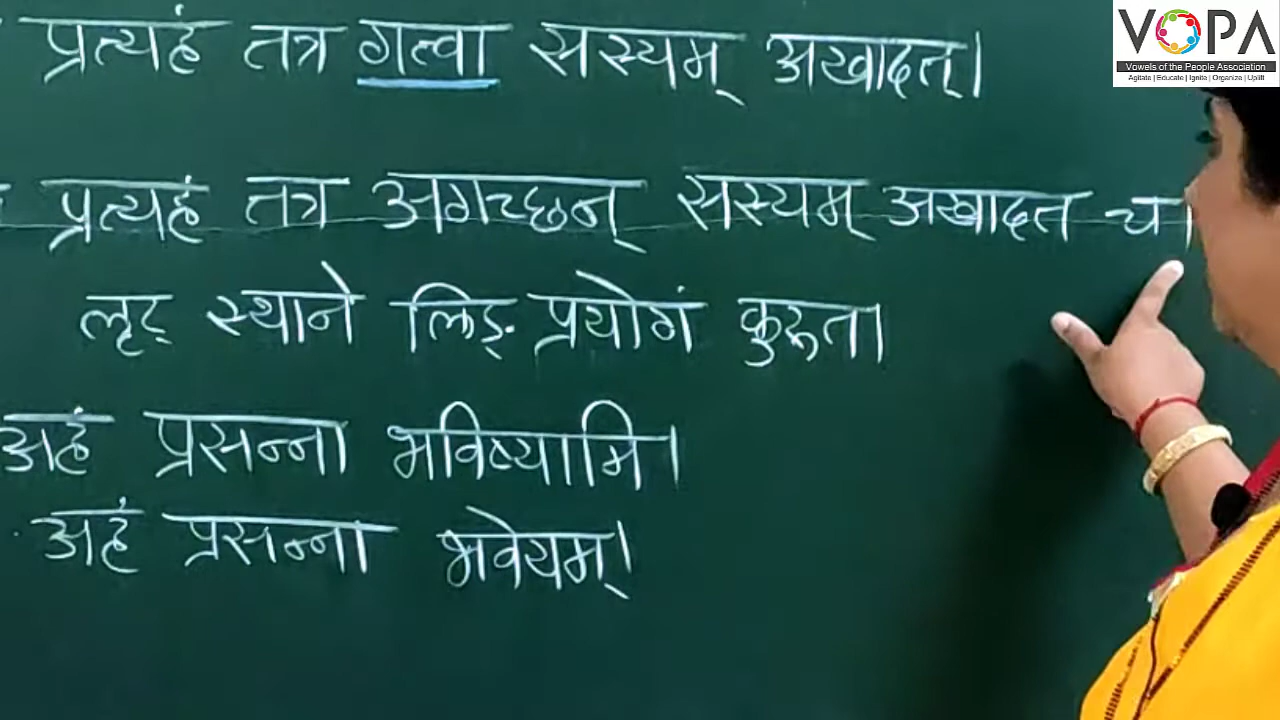 प्रत्यहं तत्र गत्वा सस्यम् अखादत्।
प्रत्यहं तत्र अगच्छन् सस्यम् अखादत च।
लृट् स्थाने लिङ् प्रयोगं कुरुत।
अहं प्रसन्ना भविष्यामि।
अहं प्रसन्ना भवेयम्।
VOPA
Vowels of the People Association
Agitate | Educate | Ignite | Organize | Uplift